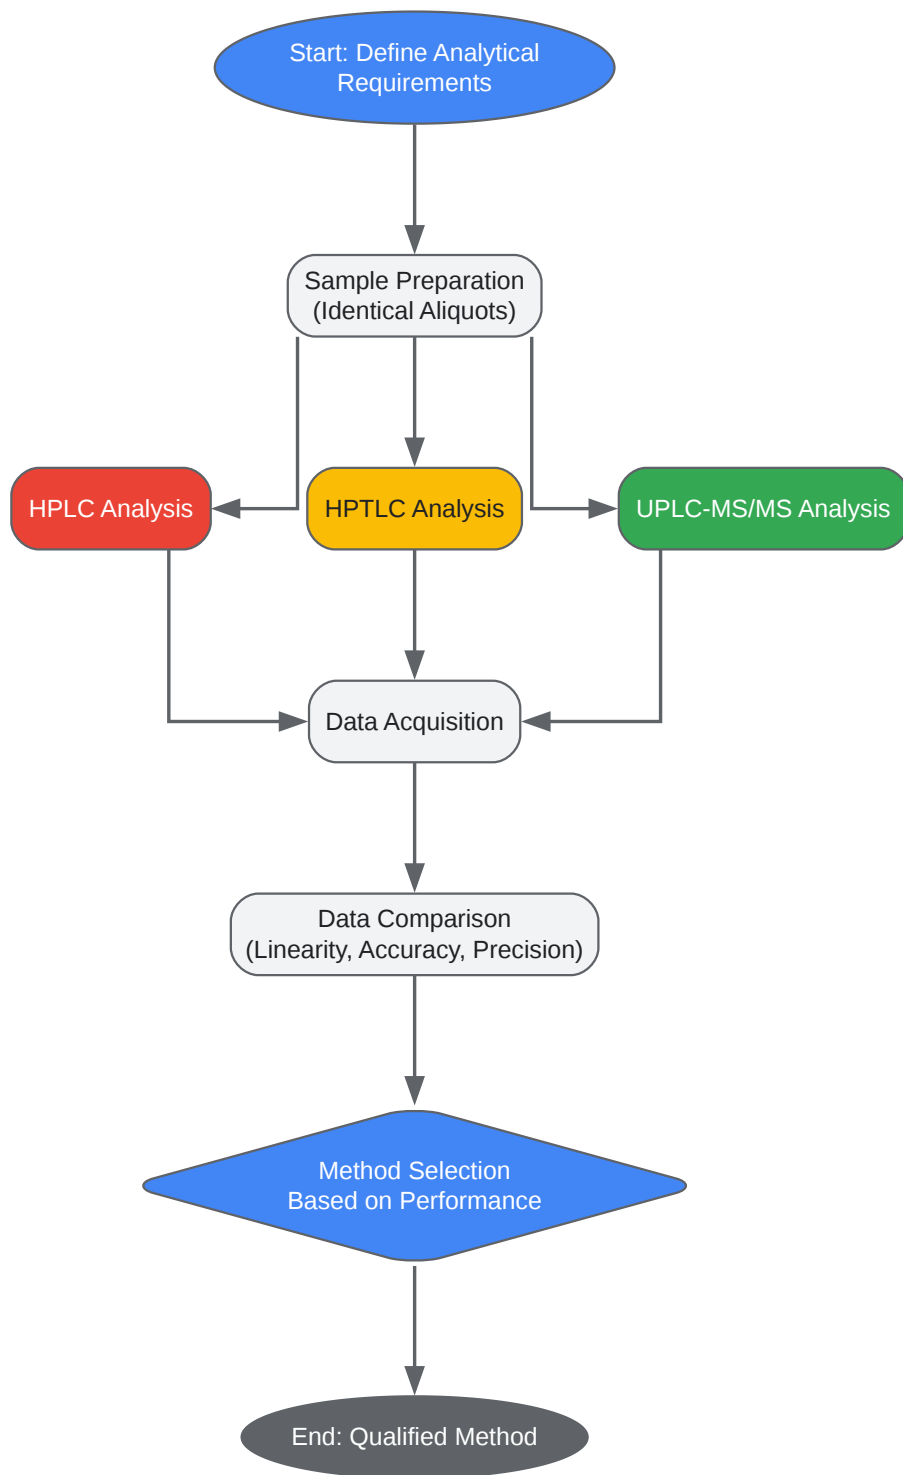 Start: Define Analytical
Requirements
Sample Preparation
(Identical Aliquots)
HPLC Analysis
HPTLC Analysis
UPLC-MS/MS Analysis
Data Acquisition
Data Comparison
(Linearity, Accuracy, Precision)
Method Selection
Based on Performance
End: Qualified Method